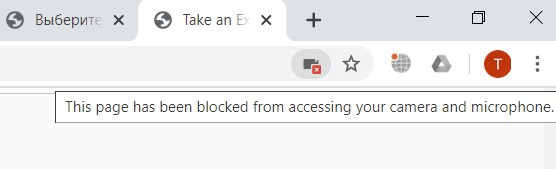 Выберите
Take an Ex
T
This page has been blocked from accessing your camera and microphone.